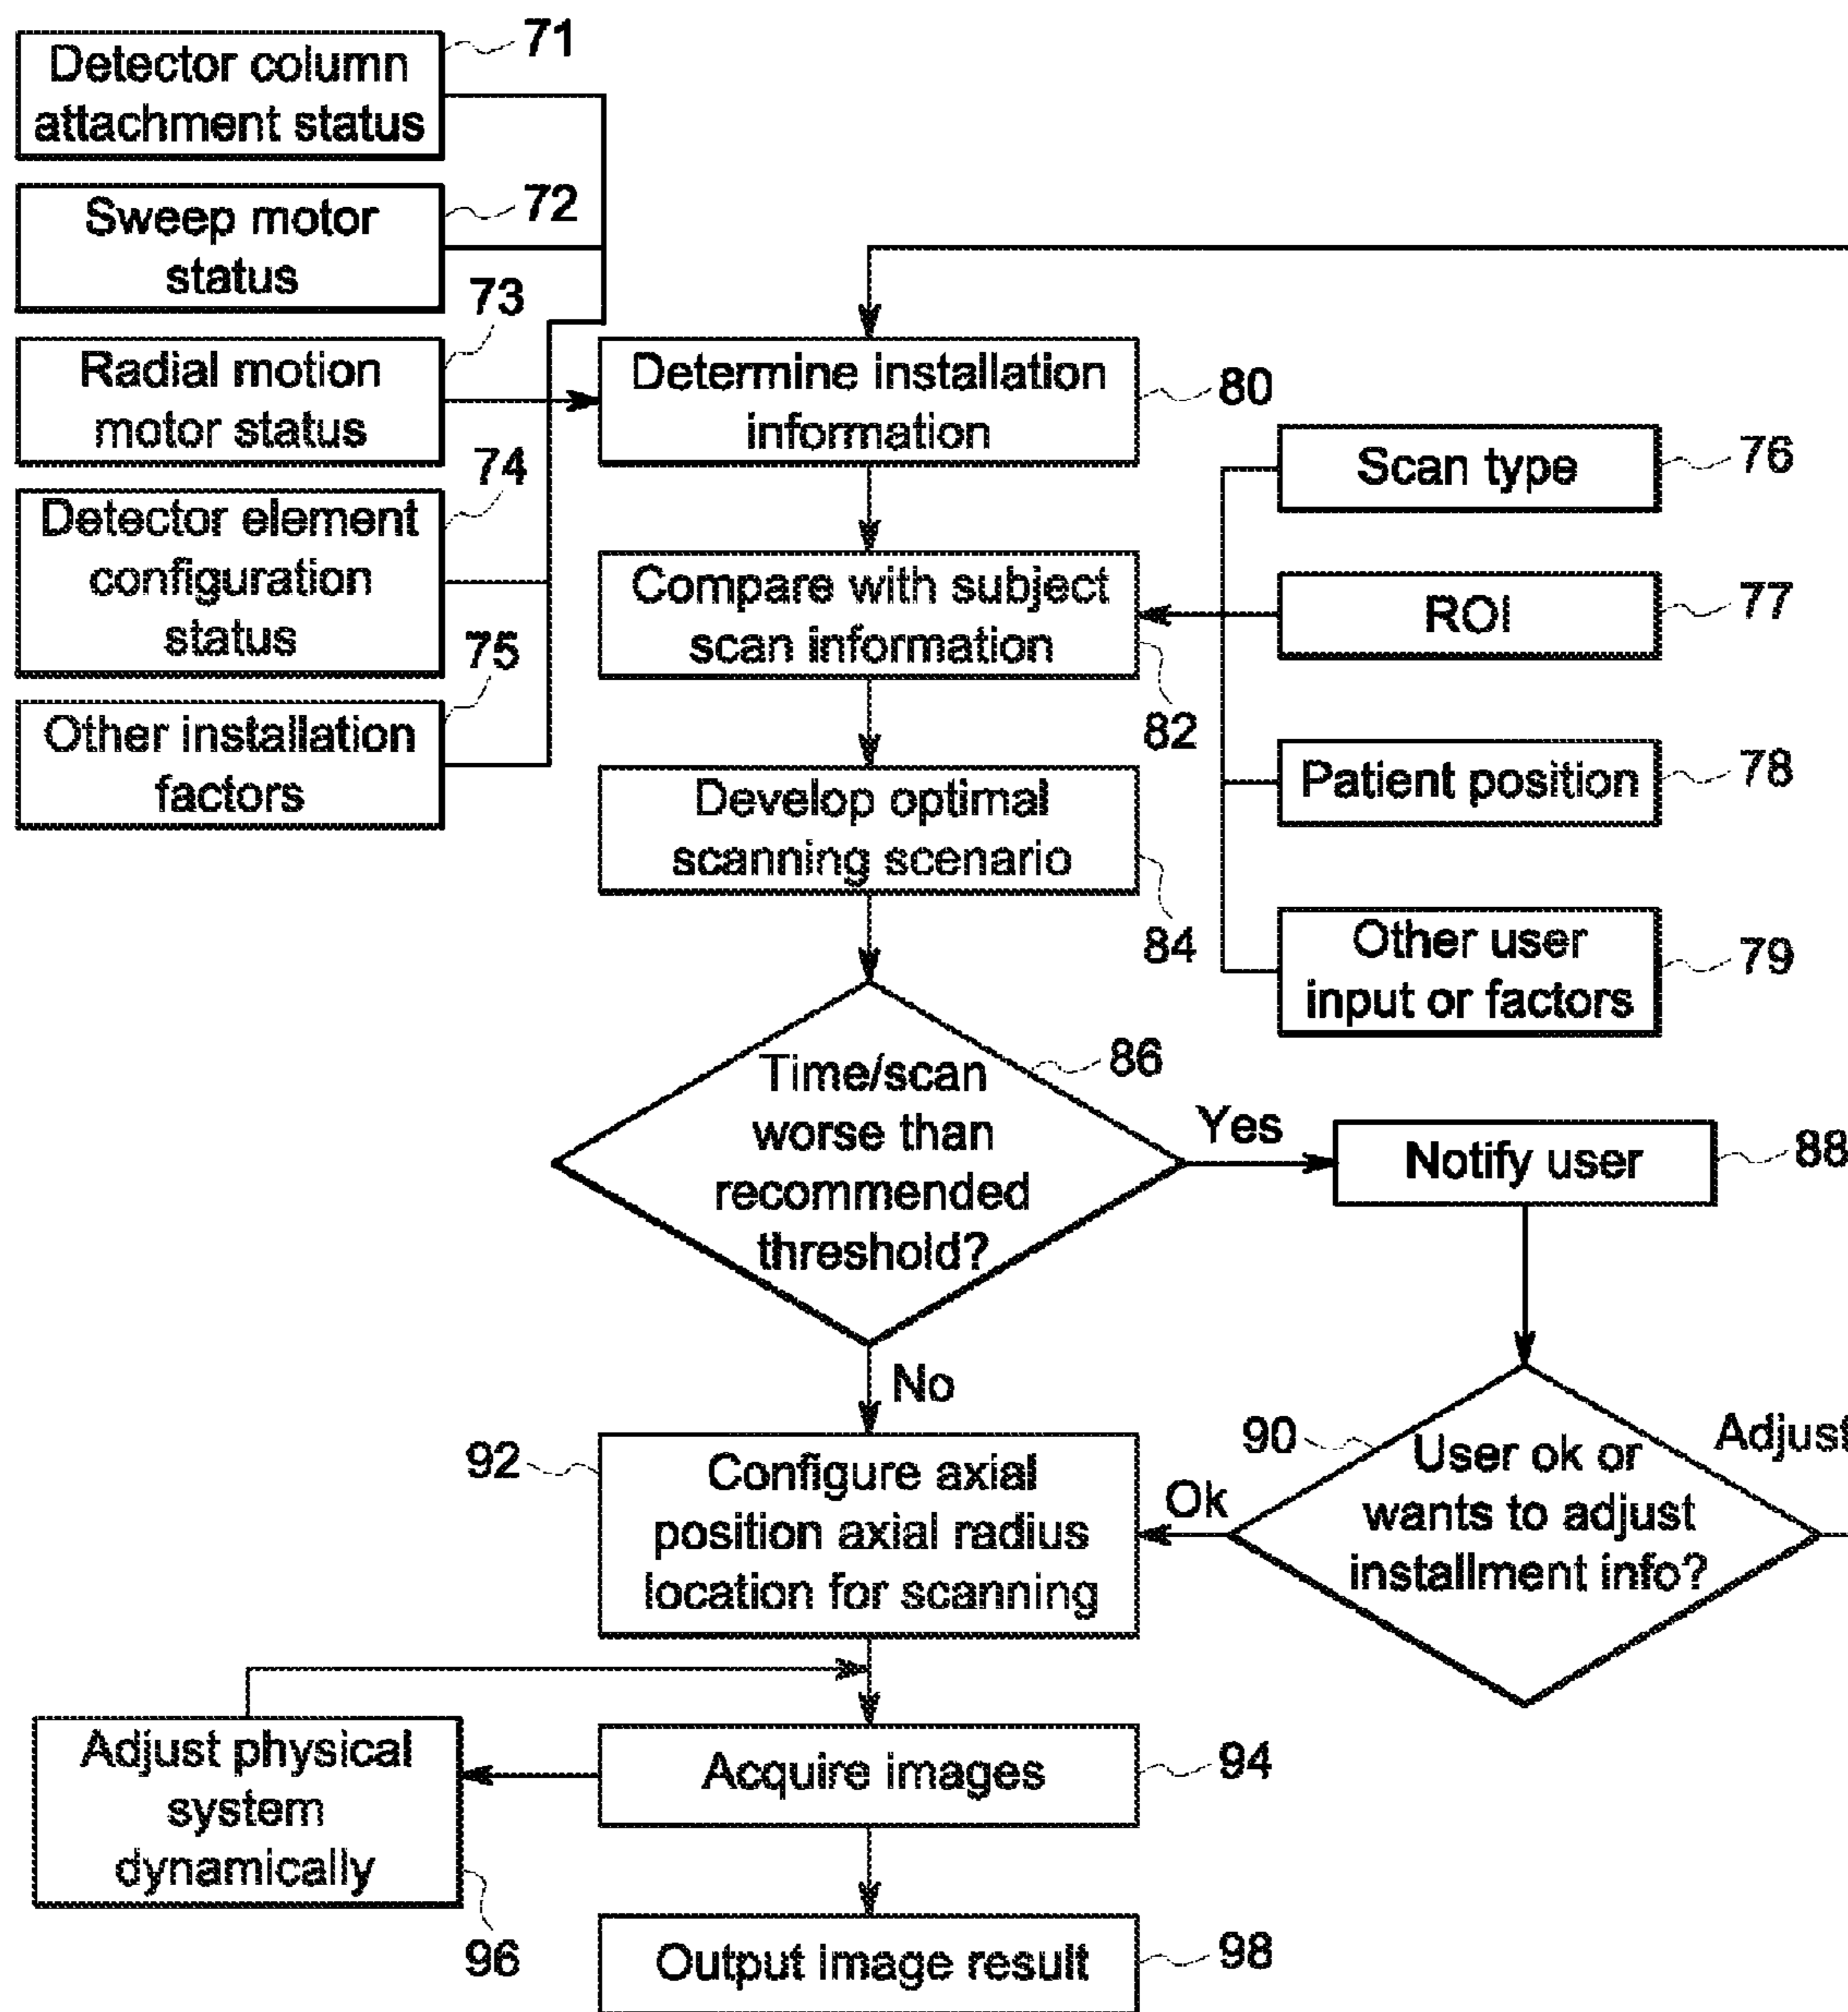 Detector column
attachment status
71
Sweep motor
status
72
Radial motion
motor status
73
Detector element
configuration
status
74
Other installation
factors
75
Determine installation
information
80
Scan type
76
Compare with subject
scan information
82
ROI
77
Patient position
78
Develop optimal
scanning scenario
84
Other user
input or factors
79
Time/scan
worse than
recommended
threshold?
86
Yes
Notify user
88
No
90
User ok or
wants to adjust
installment info?
Adjust
Ok
92
Configure axial
position axial radius
location for scanning
Adjust physical
system
dynamically
96
Acquire images
94
Output image result
98